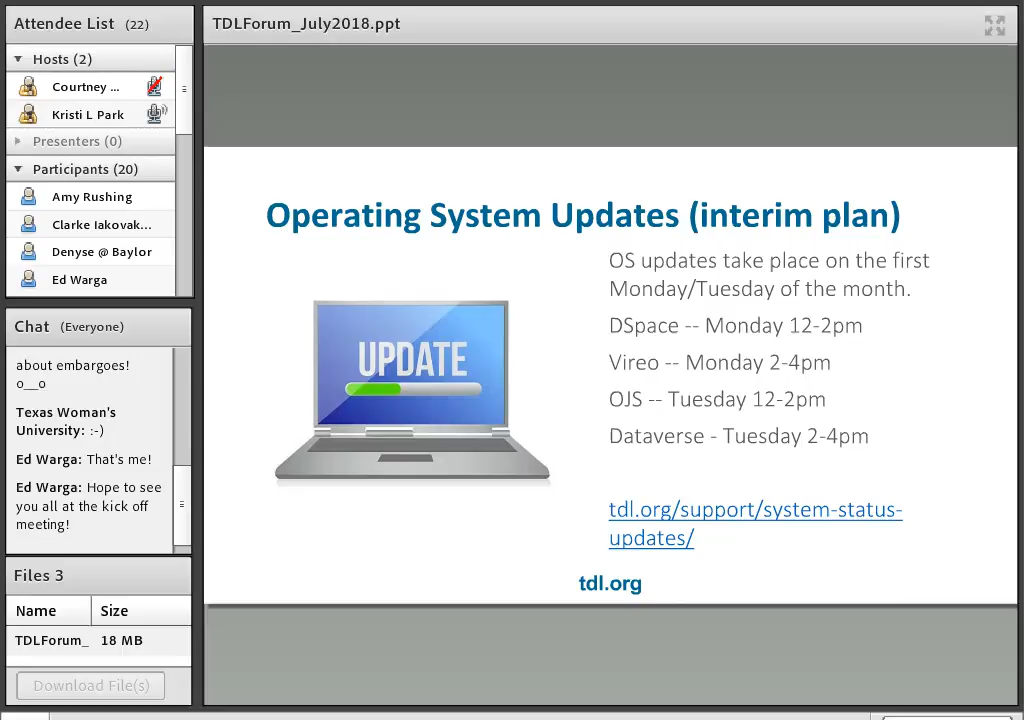 Attendee List (22)
Hosts (2)
Courtney ...
Kristi L Park
Presenters (0)
Participants (20)
Amy Rushing
Clarke Iakovak...
Denyse @ Baylor
Ed Warga
Chat (Everyone)
about embargoes!
o__o
Texas Woman's
University: :-)
Ed Warga: That's me!
Ed Warga: Hope to see
you all at the kick off
meeting!
Files 3
Name Size
TDLForum_ 18 MB
Download File(s)
TDLForum_July2018.ppt
Operating System Updates (interim plan)
UPDATE
OS updates take place on the first
Monday/Tuesday of the month.
DSpace -- Monday 12-2pm
Vireo -- Monday 2-4pm
OJS -- Tuesday 12-2pm
Dataverse - Tuesday 2-4pm
tdl.org/support/system-status-
updates/
tdl.org